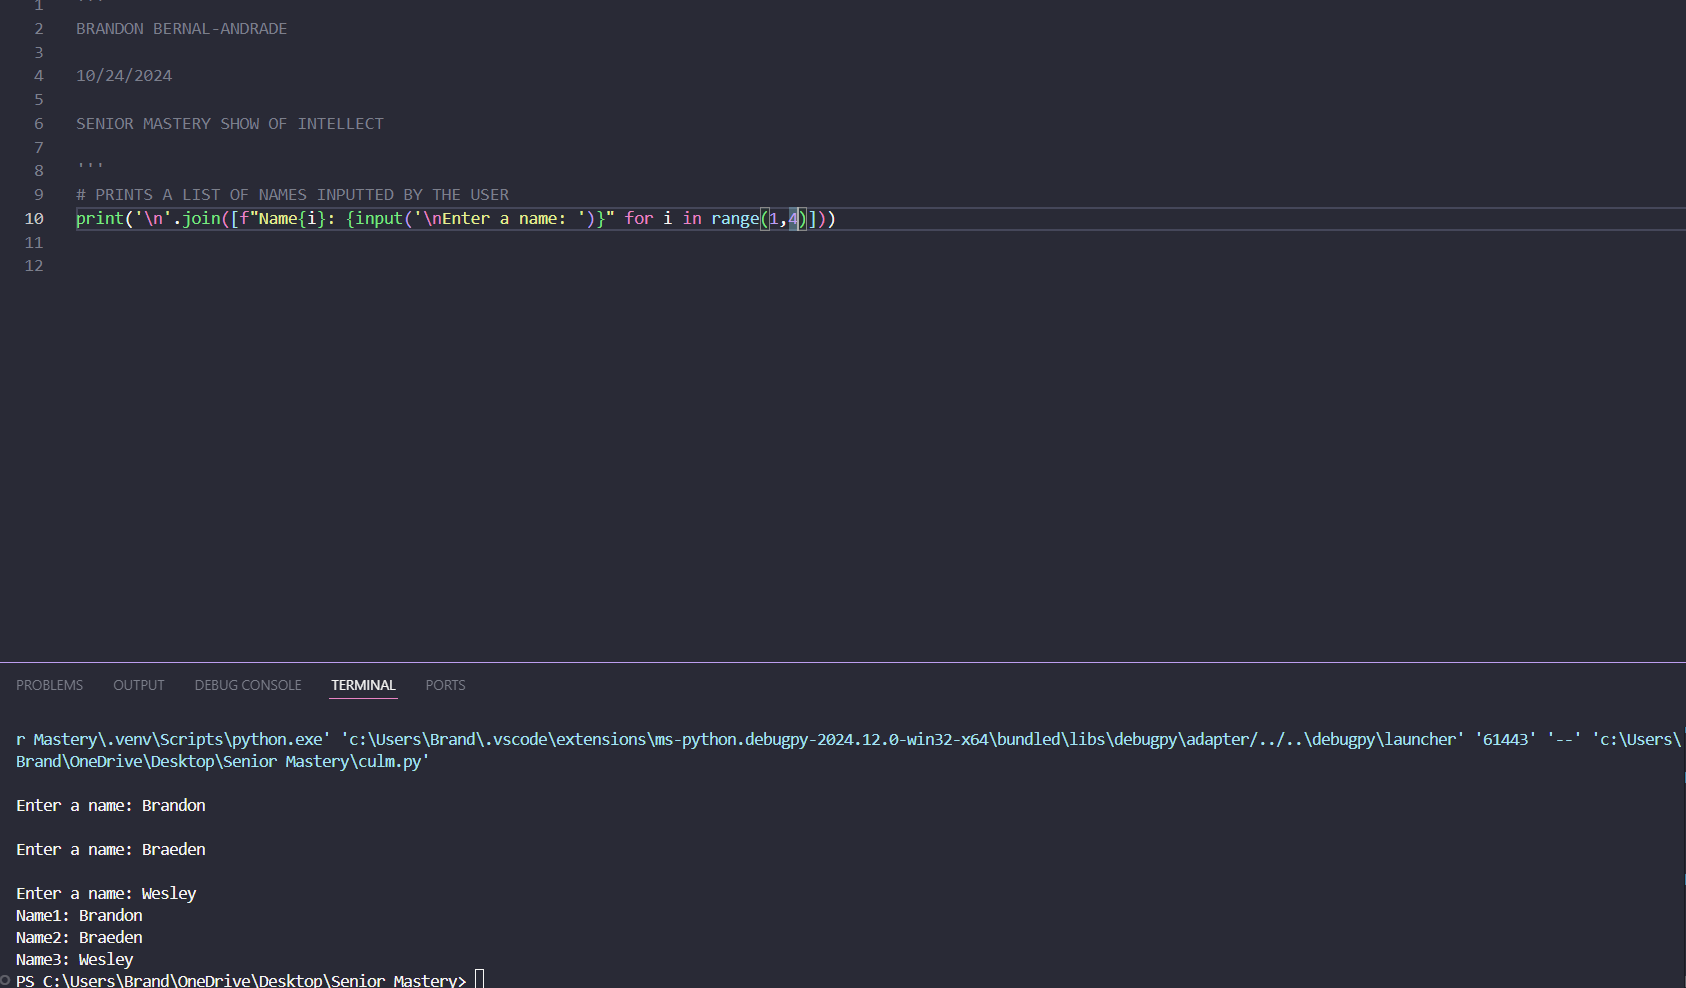 1 '''
2 BRANDON BERNAL-ANDRADE
3
4 10/24/2024
5
6 SENIOR MASTERY SHOW OF INTELLECT
7
8 '''
9 # PRINTS A LIST OF NAMES INPUTTED BY THE USER
10 print('\n'.join([f"Name{i}: {input('\nEnter a name: ')}" for i in range(1,4)]))
11
12
PROBLEMS OUTPUT DEBUG CONSOLE TERMINAL PORTS
r Mastery\.venv\Scripts\python.exe' 'c:\Users\Brand\.vscode\extensions\ms-python.debugpy-2024.12.0-win32-x64\bundled\libs\debugpy\adapter/../..\debugpy\launcher' '61443' '--' 'c:\Users\
Brand\OneDrive\Desktop\Senior Mastery\culm.py'
Enter a name: Brandon
Enter a name: Braeden
Enter a name: Wesley
Name1: Brandon
Name2: Braeden
Name3: Wesley
PS C:\Users\Brand\OneDrive\Desktop\Senior Mastery>